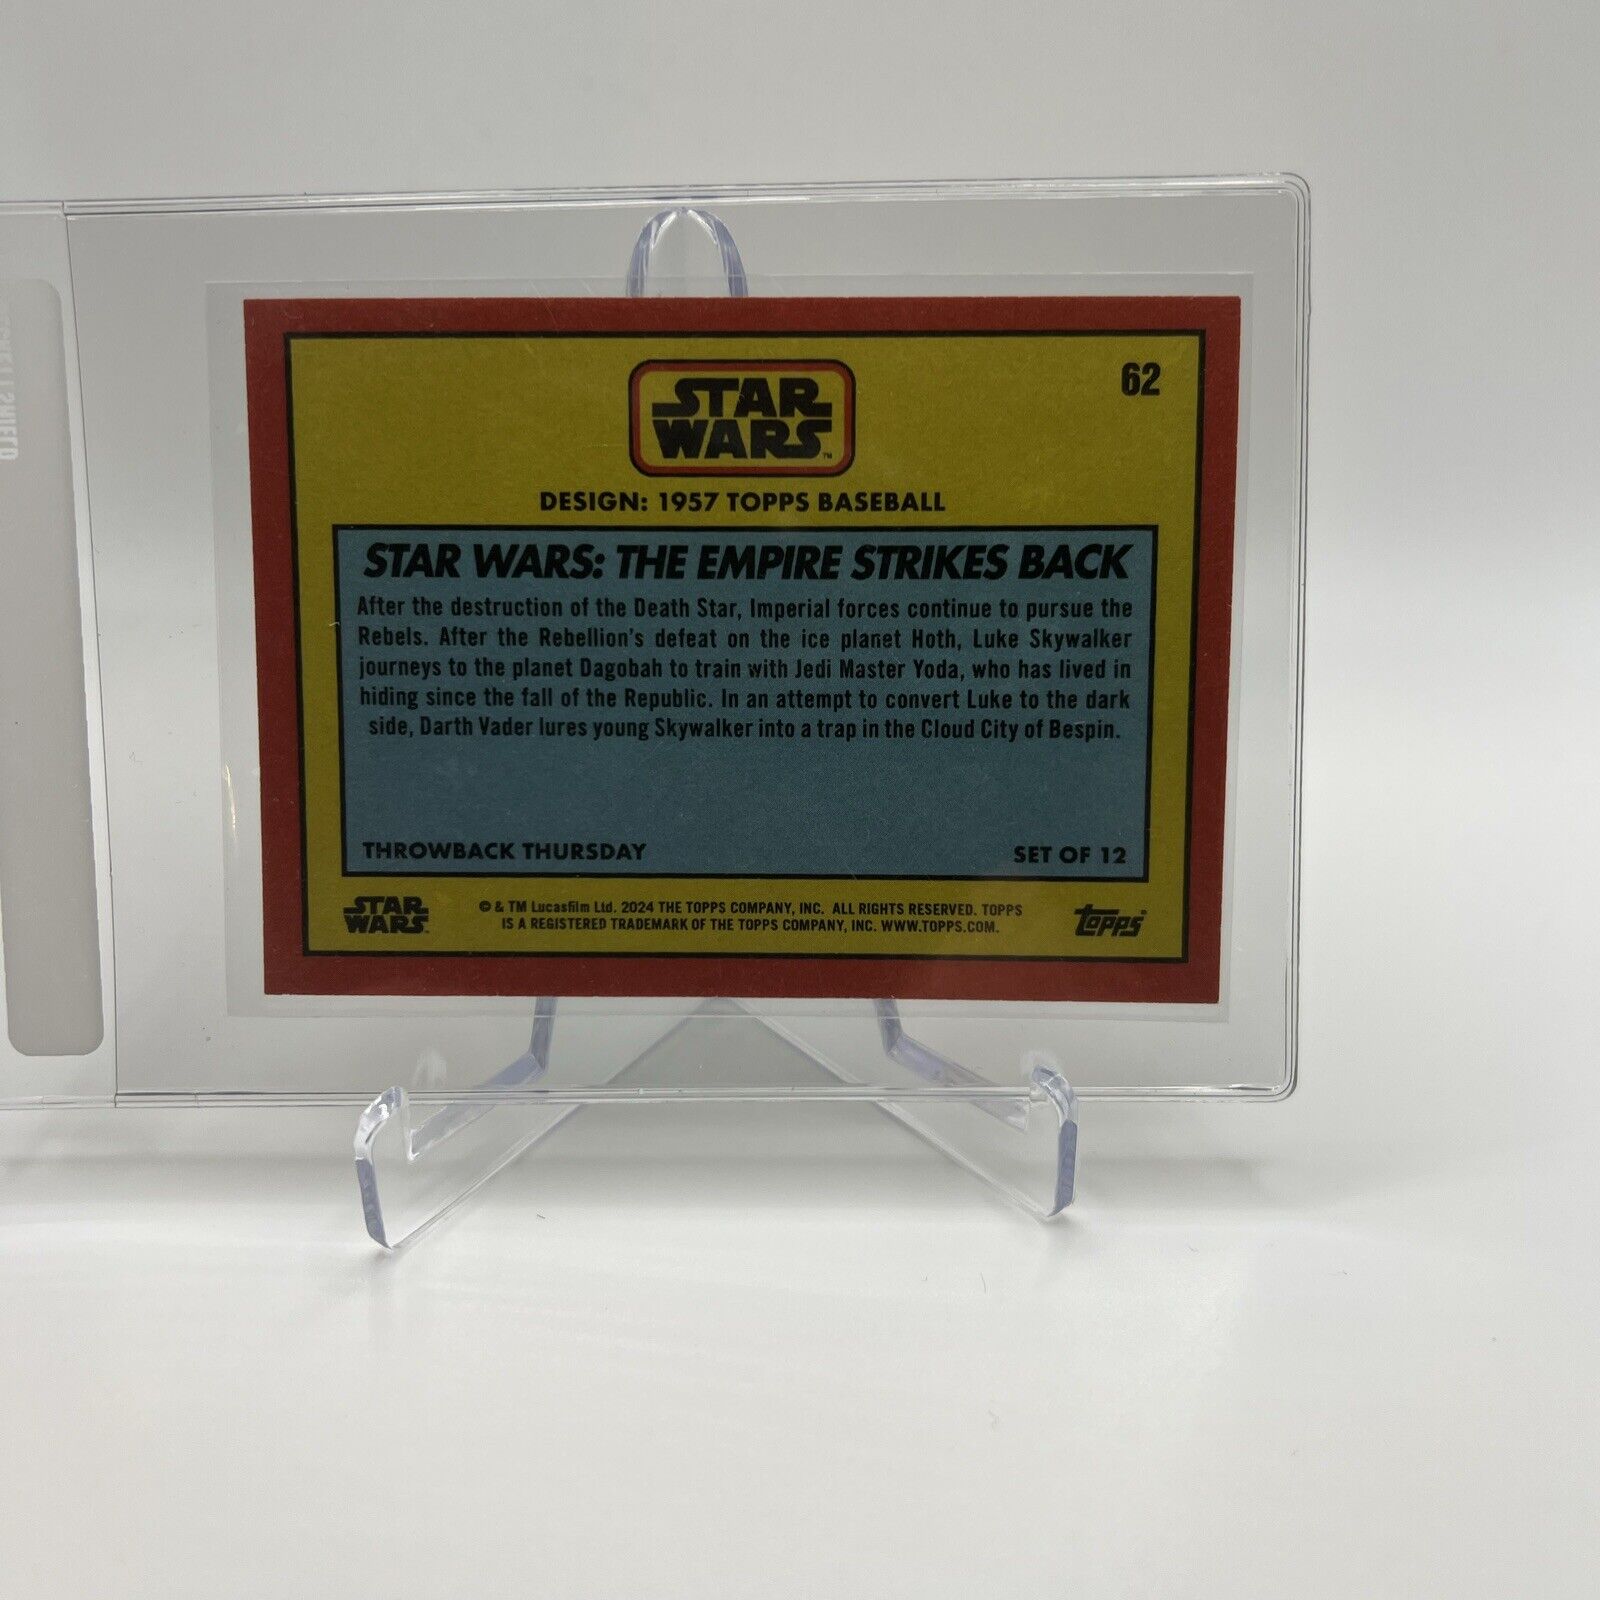 62
STAR
WARS™
DESIGN: 1957 TOPPS BASEBALL
STAR WARS: THE EMPIRE STRIKES BACK
After the destruction of the Death Star, Imperial forces continue to pursue the
Rebels. After the Rebellion's defeat on the ice planet Hoth, Luke Skywalker
journeys to the planet Dagobah to train with Jedi Master Yoda, who has lived in
hiding since the fall of the Republic. In an attempt to convert Luke to the dark
side, Darth Vader lures young Skywalker into a trap in the Cloud City of Bespin.
THROWBACK THURSDAY
SET OF 12
STAR
WARS
© & TM Lucasfilm Ltd. 2024 THE TOPPS COMPANY, INC. ALL RIGHTS RESERVED. TOPPS
IS A REGISTERED TRADEMARK OF THE TOPPS COMPANY, INC. WWW.TOPPS.COM.
topps